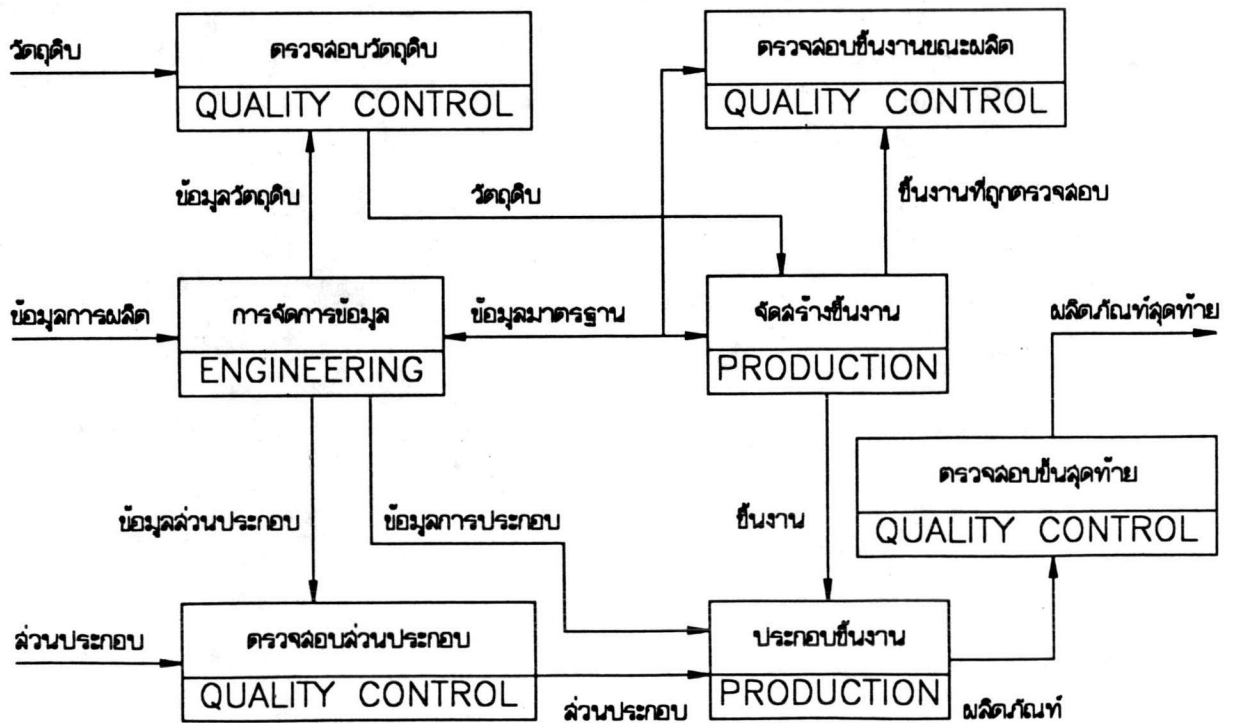 วัตถุดิบ
ตรวจสอบวัตถุดิบ
QUALITY CONTROL
ตรวจสอบชิ้นงานขณะผลิต
QUALITY CONTROL
ข้อมูลวัตถุดิบ
วัตถุดิบ
ชิ้นงานที่ถูกตรวจสอบ
ข้อมูลการผลิต
การจัดการข้อมูล
ENGINEERING
ข้อมูลมาตรฐาน
จัดสร้างชิ้นงาน
PRODUCTION
ผลิตภัณฑ์สุดท้าย
ตรวจสอบขั้นสุดท้าย
QUALITY CONTROL
ข้อมูลส่วนประกอบ
ข้อมูลการประกอบ
ชิ้นงาน
ส่วนประกอบ
ตรวจสอบส่วนประกอบ
QUALITY CONTROL
ส่วนประกอบ
ประกอบชิ้นงาน
PRODUCTION
ผลิตภัณฑ์